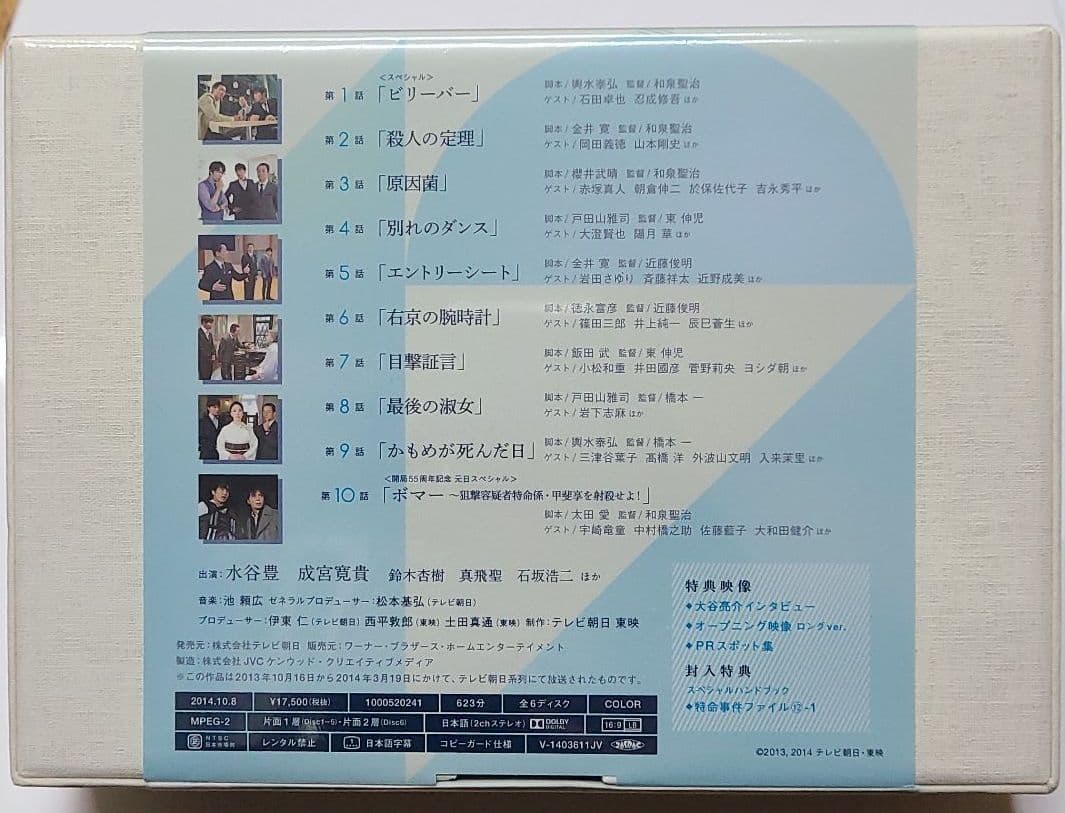 ＜スペシャル＞
第1話「ビリーバー」
脚本/輿水泰弘 監督/和泉聖治
ゲスト/石田卓也 忍成修吾 ほか
第2話「殺人の定理」
脚本/金井 寛 監督/和泉聖治
ゲスト/岡田義徳 山本剛史 ほか
第3話「原因菌」
脚本/櫻井武晴 監督/和泉聖治
ゲスト/赤塚真人 朝倉伸二 於保佐代子 吉永秀平 ほか
第4話「別れのダンス」
脚本/戸田山雅司 監督/東 伸児
ゲスト/大澄賢也 陽月 華 ほか
第5話「エントリーシート」
脚本/金井 寛 監督/近藤俊明
ゲスト/岩田さゆり 斉藤祥太 近野成美 ほか
第6話「右京の腕時計」
脚本/徳永富彦 監督/近藤俊明
ゲスト/篠田三郎 井上純一 辰巳蒼生 ほか
第7話「目撃証言」
脚本/飯田 武 監督/東 伸児
ゲスト/小松和重 井田國彦 菅野莉央 ヨシダ朝 ほか
第8話「最後の淑女」
脚本/戸田山雅司 監督/橋本 一
ゲスト/岩下志麻 ほか
第9話「かもめが死んだ日」
脚本/輿水泰弘 監督/橋本 一
ゲスト/三津谷葉子 髙橋 洋 外波山文明 入来茉里 ほか
＜開局55周年記念 元日スペシャル＞
第10話「ボマー ～狙撃容疑者特命係・甲斐享を射殺せよ！」
脚本/太田 愛 監督/和泉聖治
ゲスト/宇崎竜童 中村橋之助 佐藤藍子 大和田健介 ほか
出演：水谷豊 成宮寛貴 鈴木杏樹 真飛聖 石坂浩二 ほか
音楽：池 頼広 ゼネラルプロデューサー：松本基弘（テレビ朝日）
プロデューサー：伊東 仁（テレビ朝日） 西平敦郎（東映） 土田真通（東映） 制作：テレビ朝日 東映
発売元：株式会社テレビ朝日 販売元：ワーナー・ブラザース・ホームエンターテイメント
製造：株式会社JVCケンウッド・クリエイティブメディア
※この作品は2013年10月16日から2014年3月19日にかけて、テレビ朝日系列にて放送されたものです。
2014.10.8 ¥17,500（税抜） 1000520241 623分 全6ディスク COLOR
MPEG-2 片面1層（Disc1～5）・片面2層（Disc6） 日本語（2chステレオ） DOLBY DIGITAL 16:9 LB
NTSC 日本市場向 レンタル禁止 日本語字幕 コピーガード仕様 V-1403611JV
特典映像
◆大谷亮介インタビュー
◆オープニング映像 ロングver.
◆PRスポット集
封入特典
スペシャルハンドブック
◆特命事件ファイル⑫-1
©2013, 2014 テレビ朝日・東映